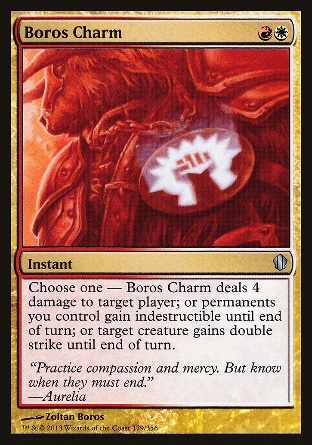 Boros Charm
Instant
Choose one — Boros Charm deals 4
damage to target player; or permanents
you control gain indestructible until end
of turn; or target creature gains double
strike until end of turn.
“Practice compassion and mercy. But know
when they must end.”
—Aurelia
Zoltan Boros
™ & © 2013 Wizards of the Coast 179/356